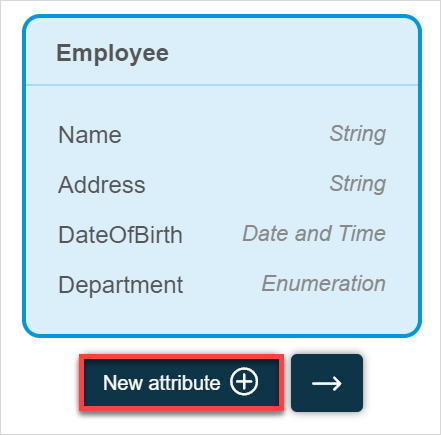 Employee
Name String
Address String
DateOfBirth Date and Time
Department Enumeration
New attribute